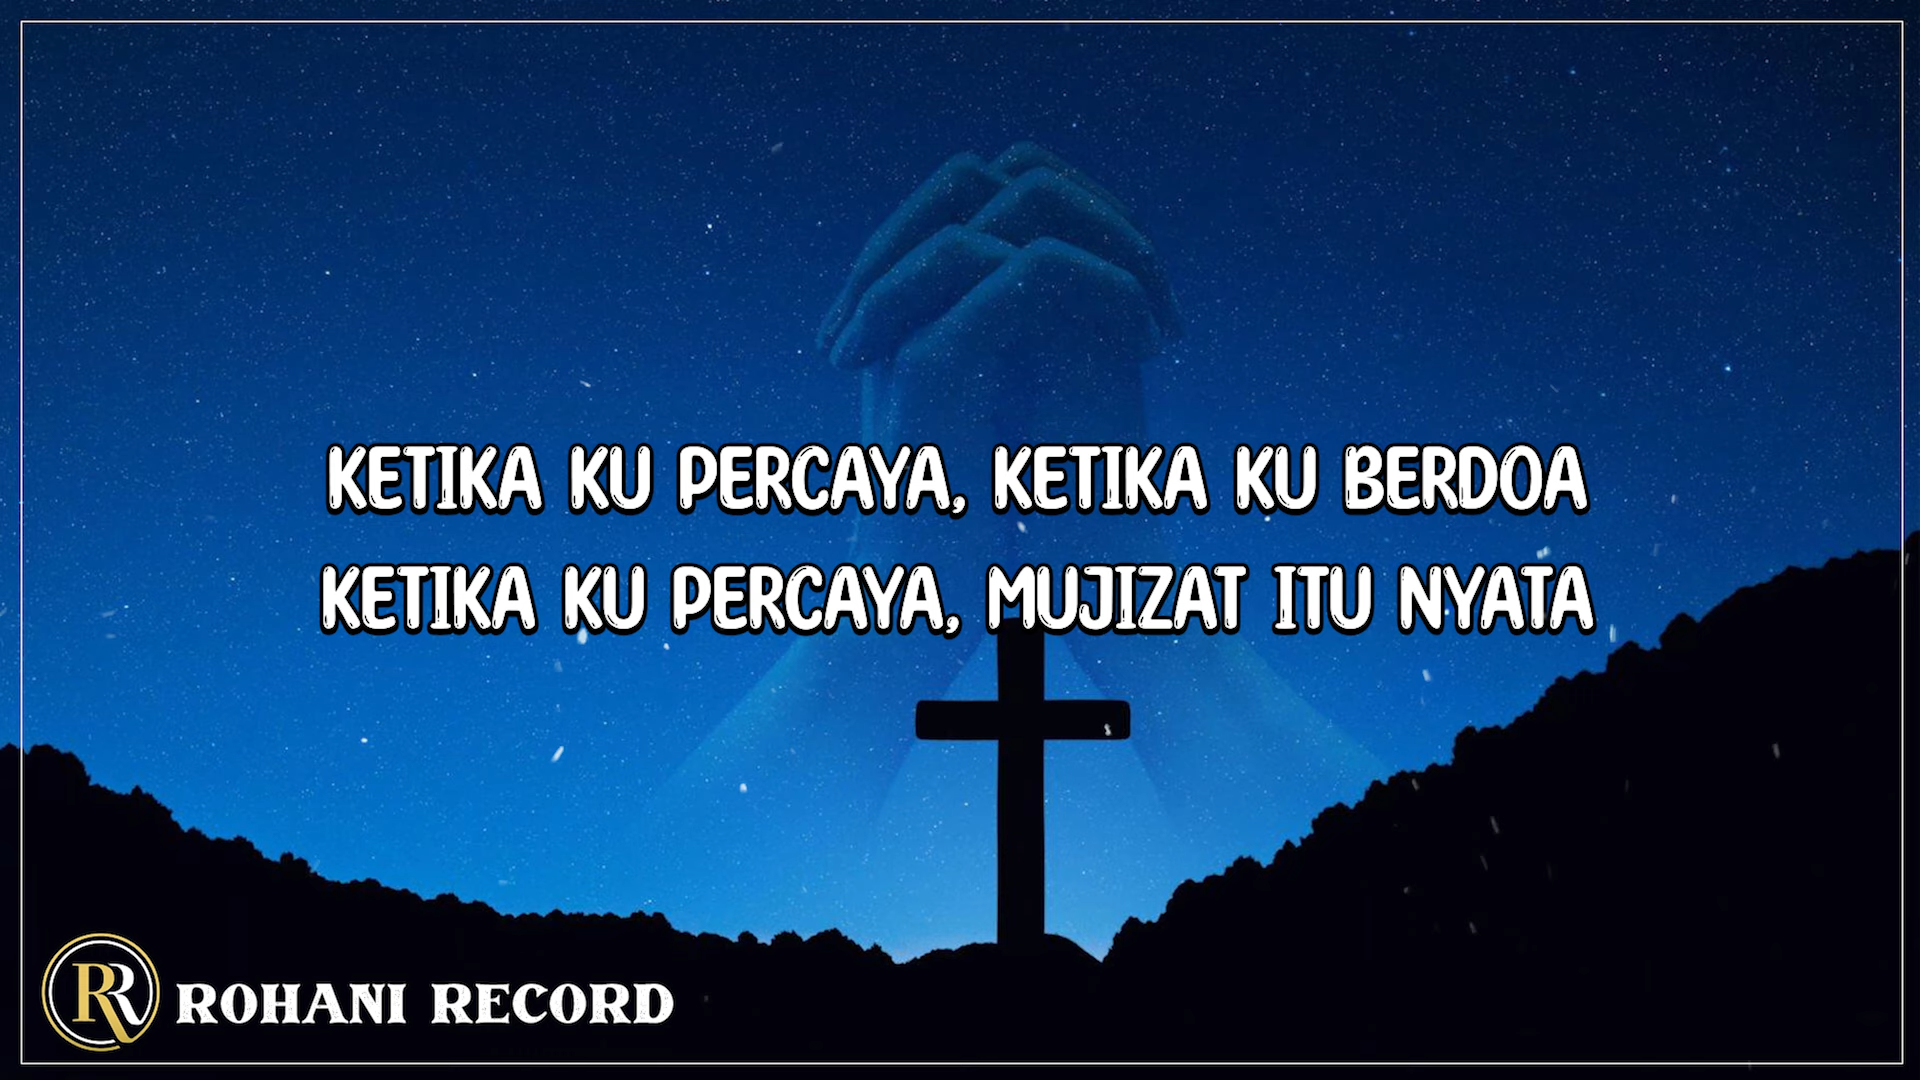 KETIKA KU PERCAYA, KETIKA KU BERDOA
KETIKA KU PERCAYA, MUJIZAT ITU NYATA
RR ROHANI RECORD